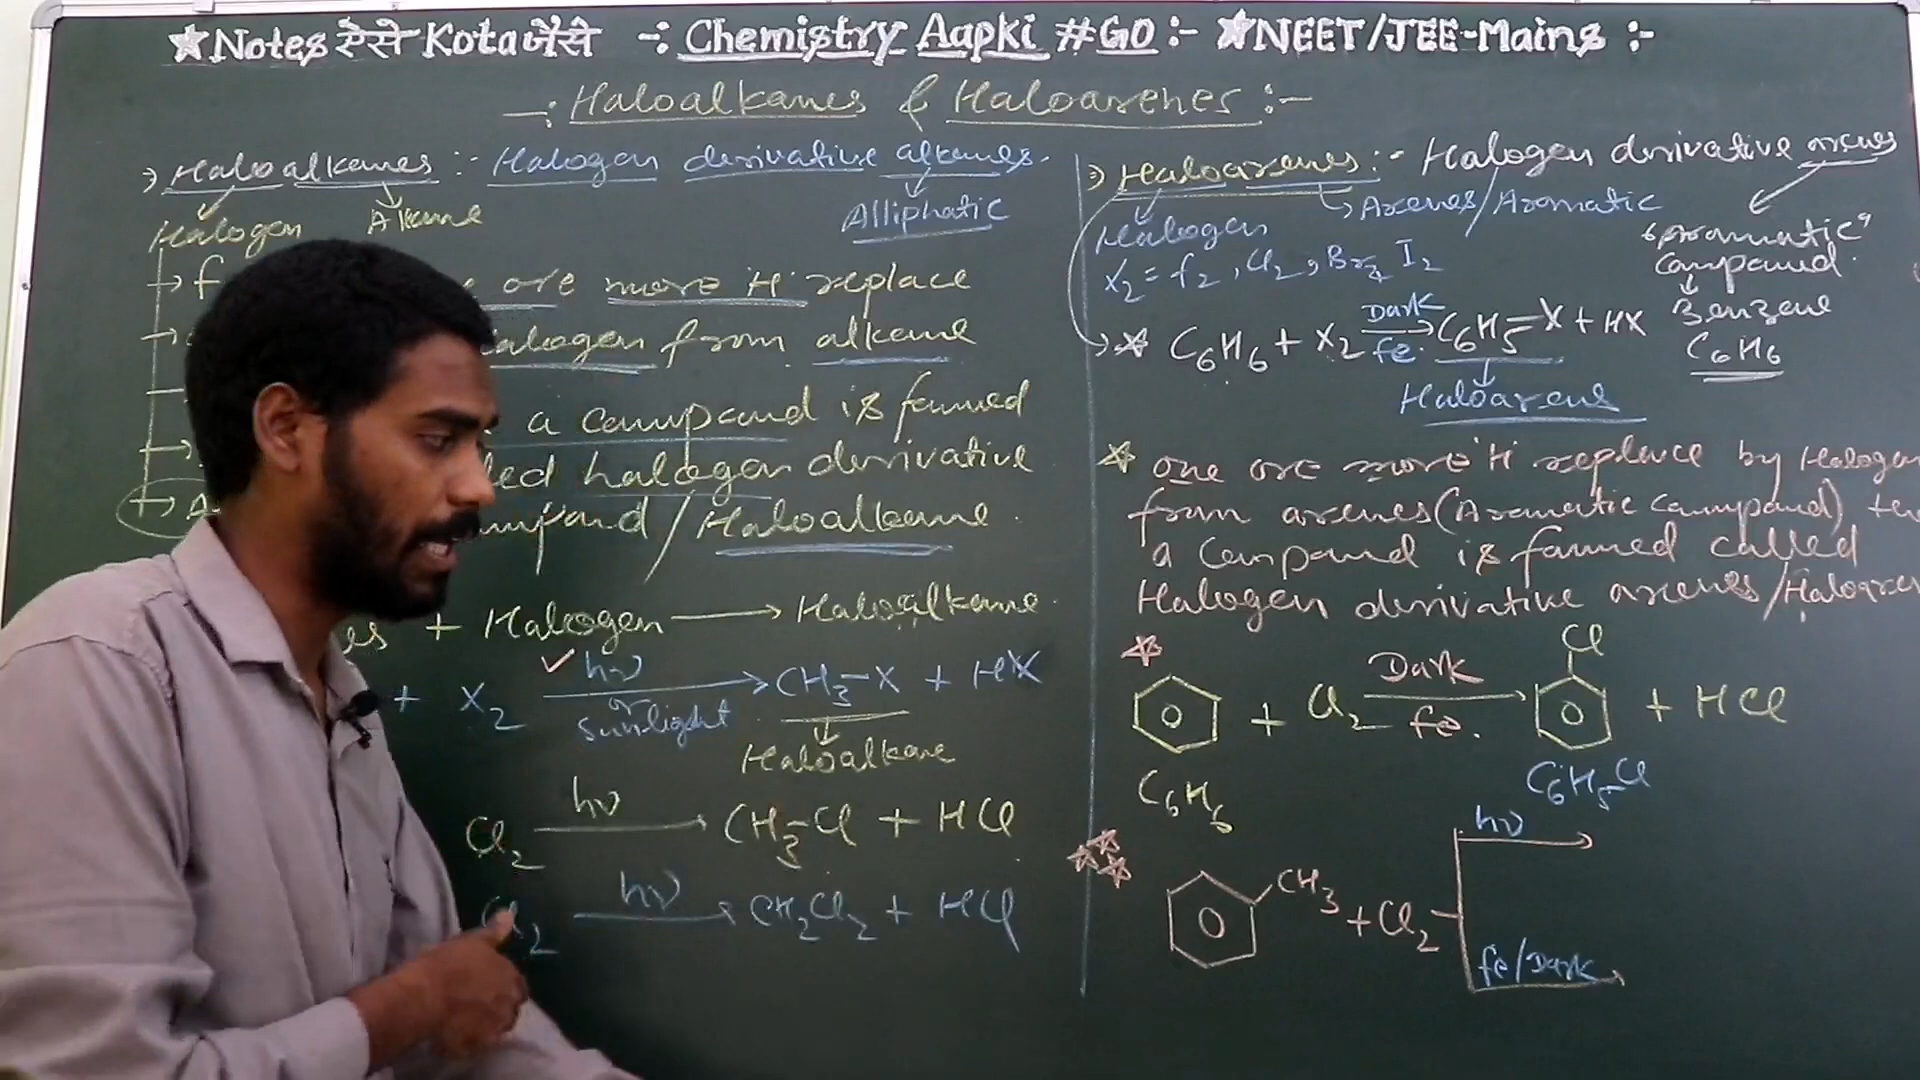 ☆Notes ऐसे Kota जैसे -: Chemistry Aapki #GO :- ☆NEET/JEE-Mains :-
-: Haloalkanes & Haloarenes :-
Haloalkanes :- Halogen derivative alkanes.
Halogen Alkane Alliphatic
ore more H replace
Halogen from alkane
a compound is formed
halogen derivative
/Haloalkane.
+ Halogen ⟶ Haloalkane
+ X2 hν or sunlight ⟶ CH3-X + HX
Haloalkane
Cl2 hν ⟶ CH3-Cl + HCl
Cl2 hν ⟶ CH2Cl2 + HCl
Haloarenes :- Halogen derivative arenes
Halogen Arenes/Aromatic
X2 = f2, Cl2, Br2 I2
"Aromatic"
Compound.
Benzene
C6H6
☆ C6H6 + X2 Dark fe. ⟶ C6H5-X + HX
Haloarene
☆ one ore more H replace by Halogen
from arenes (Aromatic Compound)
a Compound is formed called
Halogen derivative arenes/
☆ + Cl2 Dark fe. ⟶ Cl + HCl
C6H6 C6H5-Cl
☆☆☆ CH3 + Cl2
hν
fe/Dark